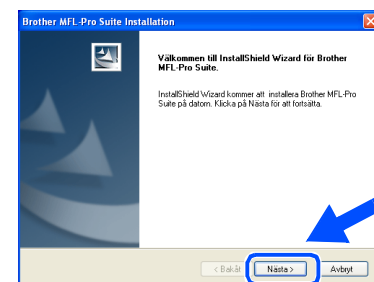 Brother MFL-Pro Suite Installation
Välkommen till InstallShield Wizard för Brother
MFL-Pro Suite.
InstallShield Wizard kommer att installera Brother MFL-Pro
Suite på datorn. Klicka på Nästa för att fortsätta.
< Bakåt Nästa > Avbryt